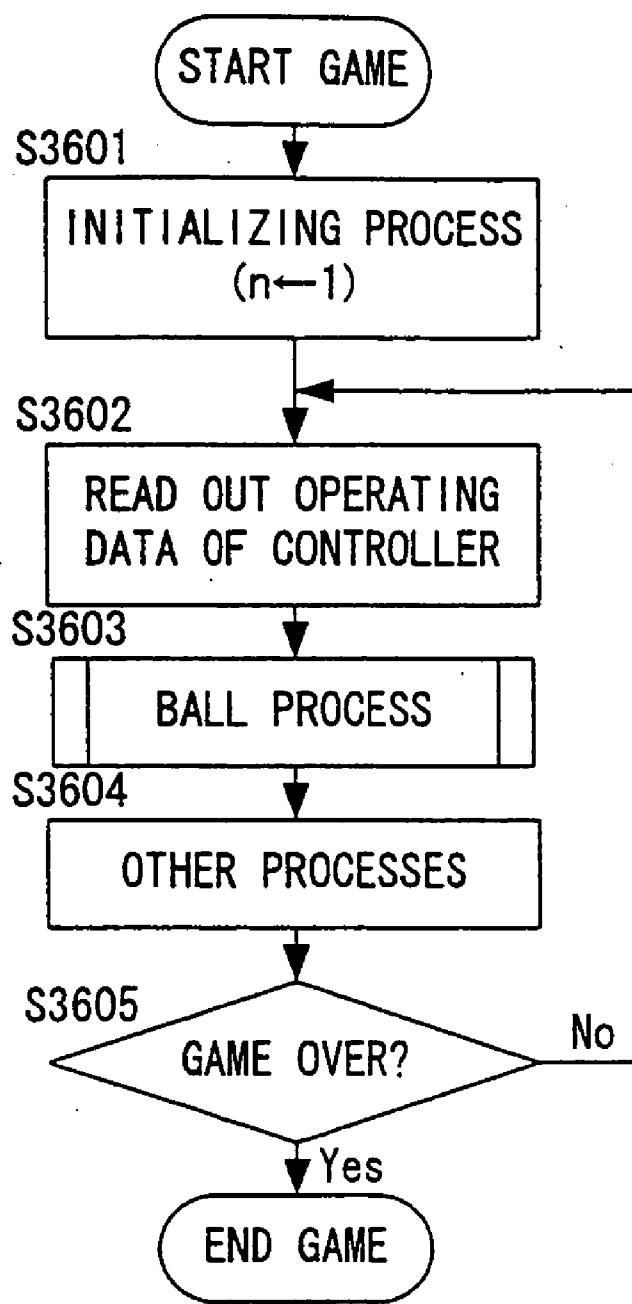 START GAME
S3601
INITIALIZING PROCESS
(n←1)
S3602
READ OUT OPERATING
DATA OF CONTROLLER
S3603
BALL PROCESS
S3604
OTHER PROCESSES
S3605
GAME OVER?
No
Yes
END GAME